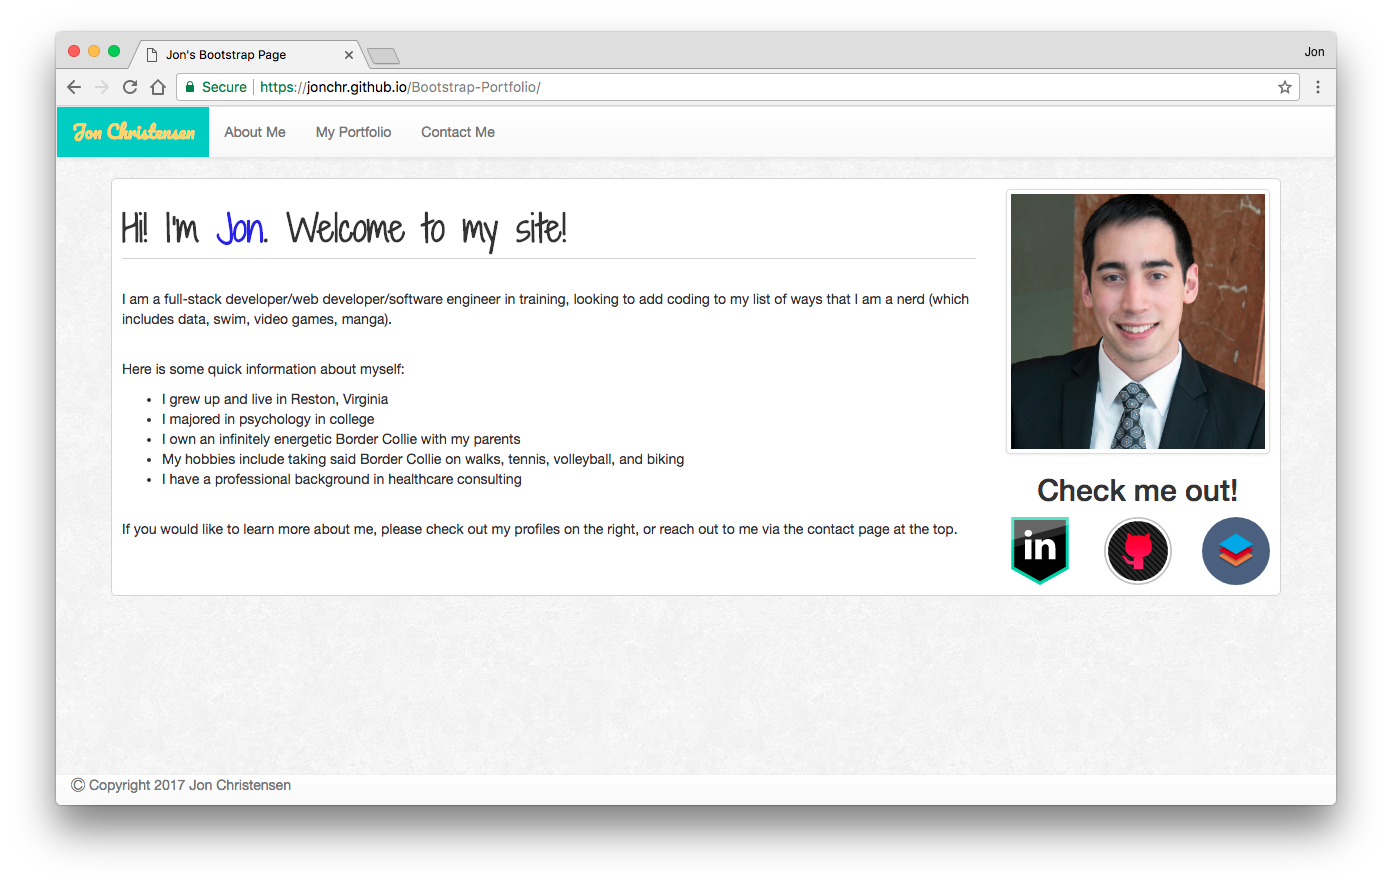 Jon's Bootstrap Page
Jon
Secure https://jonchr.github.io/Bootstrap-Portfolio/
Jon Christensen
About Me
My Portfolio
Contact Me
Hi! I'm Jon. Welcome to my site!
I am a full-stack developer/web developer/software engineer in training, looking to add coding to my list of ways that I am a nerd (which
includes data, swim, video games, manga).
Here is some quick information about myself:
• I grew up and live in Reston, Virginia
• I majored in psychology in college
• I own an infinitely energetic Border Collie with my parents
• My hobbies include taking said Border Collie on walks, tennis, volleyball, and biking
• I have a professional background in healthcare consulting
If you would like to learn more about me, please check out my profiles on the right, or reach out to me via the contact page at the top.
Check me out!
in
© Copyright 2017 Jon Christensen